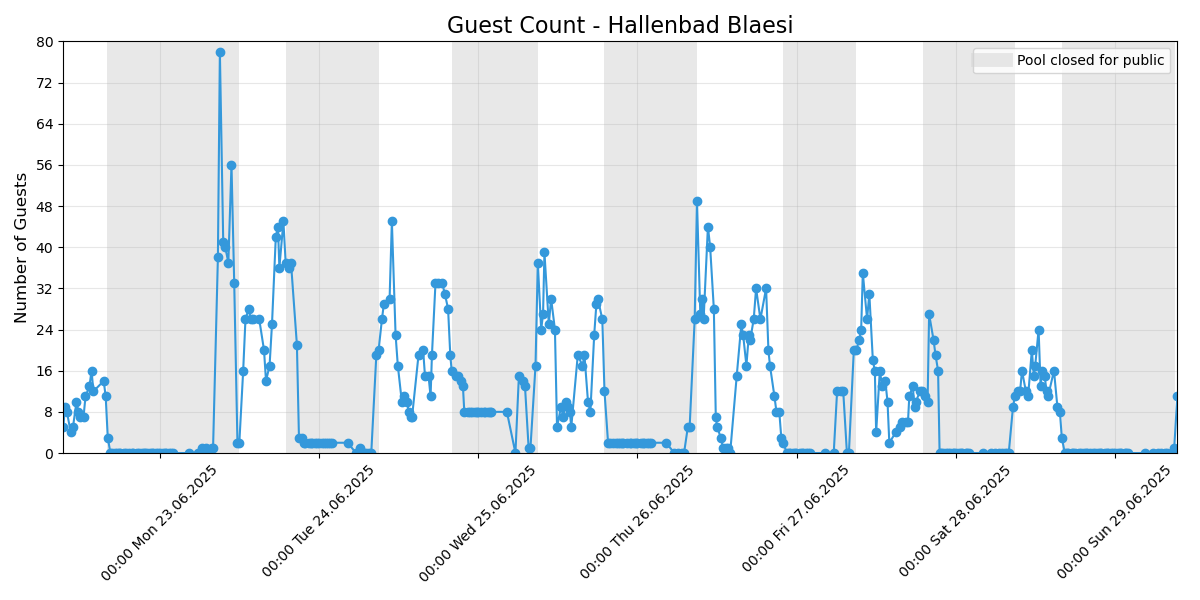 Guest Count - Hallenbad Blaesi
Pool closed for public
Number of Guests
80
72
64
56
48
40
32
24
16
8
0
00:00 Mon 23.06.2025
00:00 Tue 24.06.2025
00:00 Wed 25.06.2025
00:00 Thu 26.06.2025
00:00 Fri 27.06.2025
00:00 Sat 28.06.2025
00:00 Sun 29.06.2025